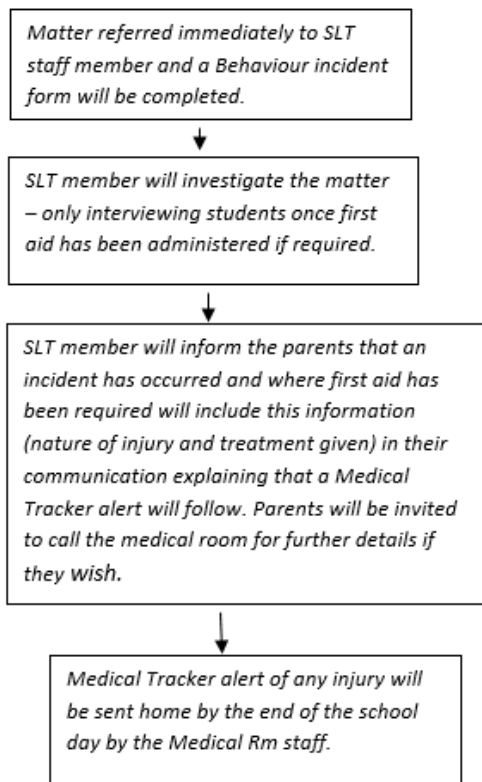 Matter referred immediately to SLT
staff member and a Behaviour incident
form will be completed.
SLT member will investigate the matter
– only interviewing students once first
aid has been administered if required.
SLT member will inform the parents that an
incident has occurred and where first aid has
been required will include this information
(nature of injury and treatment given) in their
communication explaining that a Medical
Tracker alert will follow. Parents will be invited
to call the medical room for further details if
they wish.
Medical Tracker alert of any injury will
be sent home by the end of the school
day by the Medical Rm staff.